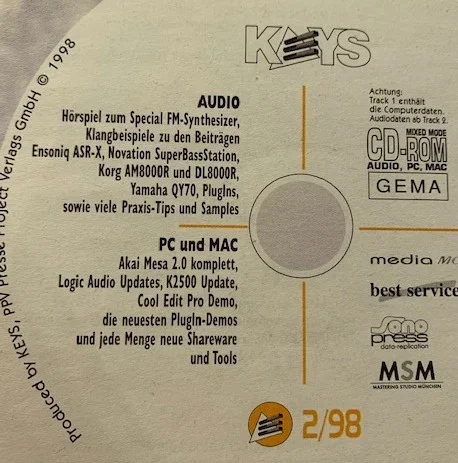 KEYS
AUDIO
Hörspiel zum Special FM-Synthesizer,
Klangbeispiele zu den Beiträgen
Ensoniq ASR-X, Novation SuperBassStation,
Korg AM8000R und DL8000R,
Yamaha QY70, PlugIns,
sowie viele Praxis-Tips und Samples
PC und MAC
Akai Mesa 2.0 komplett,
Logic Audio Updates, K2500 Update,
Cool Edit Pro Demo,
die neuesten PlugIn-Demos
und jede Menge neue Shareware
und Tools
2/98
Achtung:
Track 1 enthält
die Computerdaten.
Audiodaten ab Track 2.
MIXED MODE
CD-ROM
AUDIO, PC, MAC
GEMA
media
best service
sono
press
data-replication
MSM
MASTERING STUDIO MÜNCHEN
Produced by KEYS, PPV Presse Project Verlags GmbH © 1998